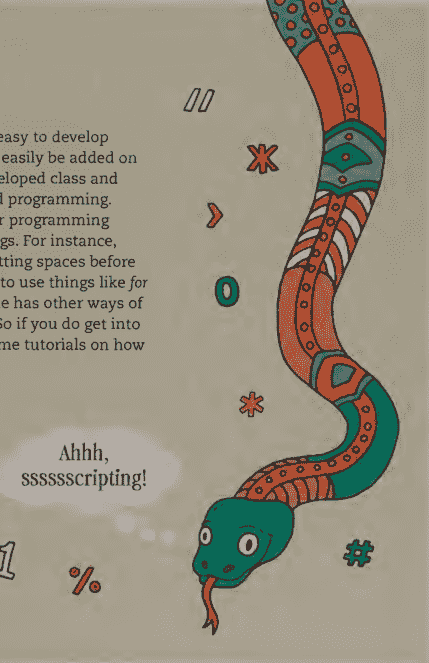 //
easy to develop
easily be added on
eloped class and
d programming.
r programming
gs. For instance,
tting spaces before
to use things like for
e has other ways of
So if you do get into
me tutorials on how
*
>
0
*
Ahhh,
sssssscripting!
1
%
#